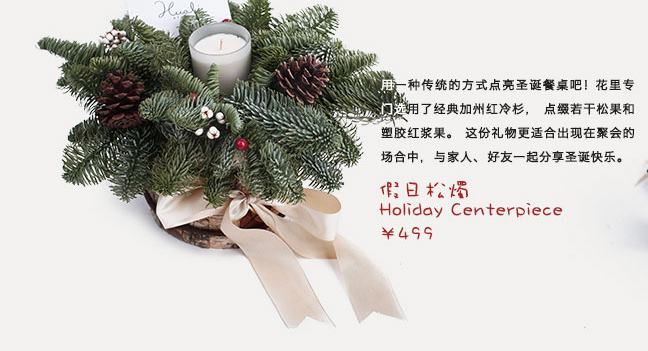 用一种传统的方式点亮圣诞餐桌吧！花里专
门选用了经典加州红冷杉， 点缀若干松果和
塑胶红浆果。 这份礼物更适合出现在聚会的
场合中，与家人、好友一起分享圣诞快乐。
假日松烛
Holiday Centerpiece
￥499